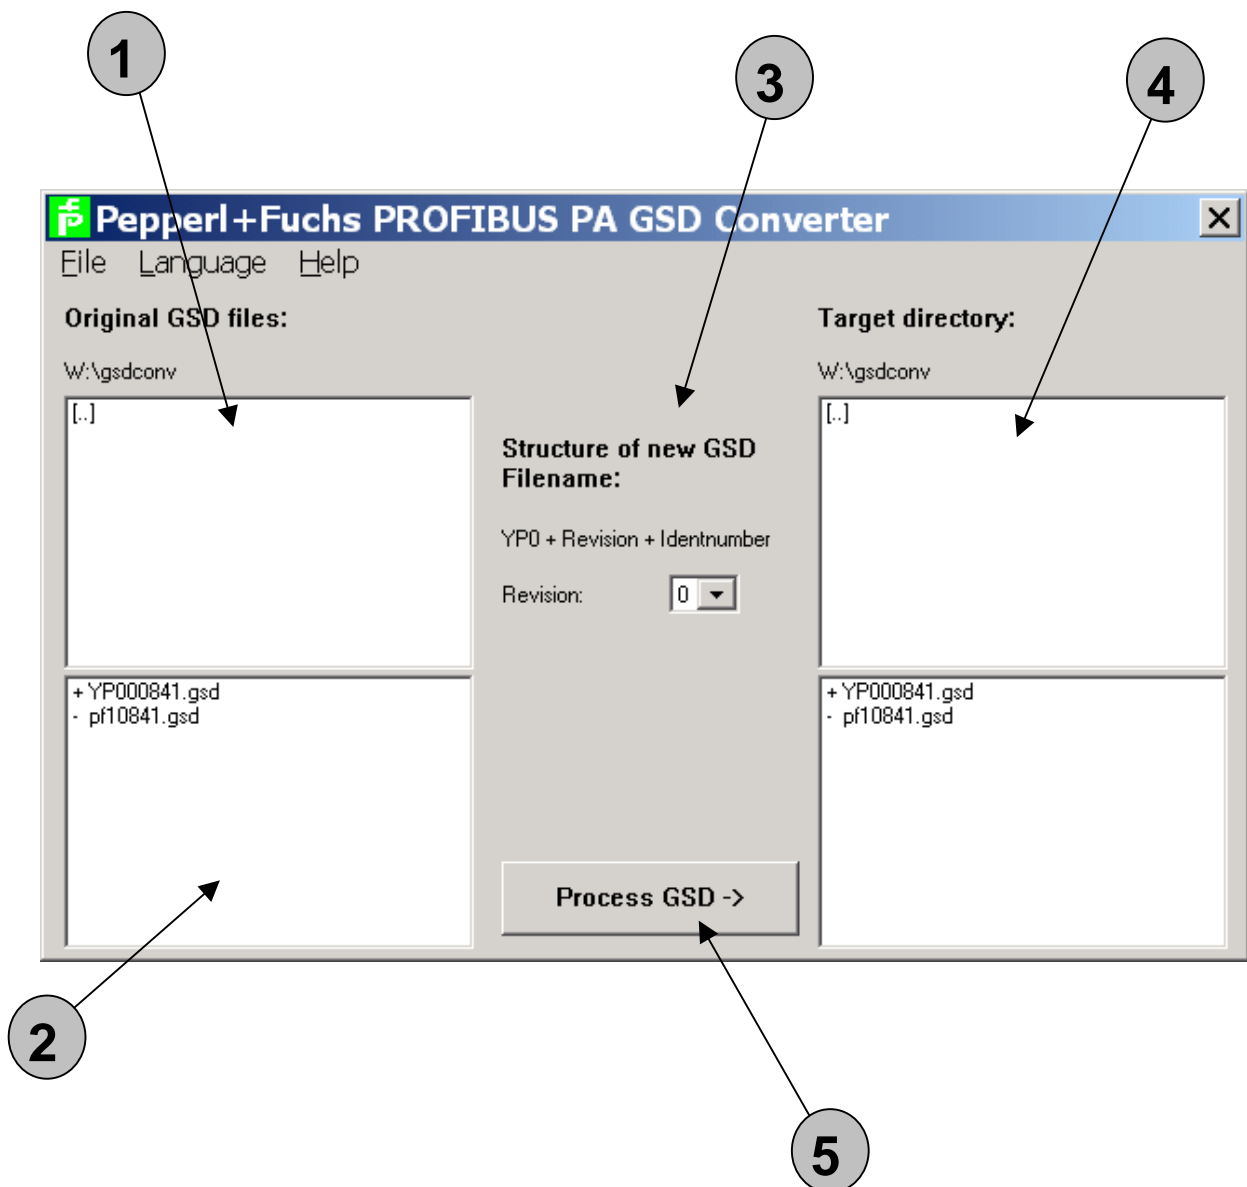 1
3
4
Pepperl+Fuchs PROFIBUS PA GSD Converter
File Language Help
Original GSD files:
W:\gsdconv
[..]
+ YP000841.gsd
- pf10841.gsd
Structure of new GSD
Filename:
YP0 + Revision + Identnumber
Revision: 0
Process GSD ->
Target directory:
W:\gsdconv
[..]
+ YP000841.gsd
- pf10841.gsd
2
5